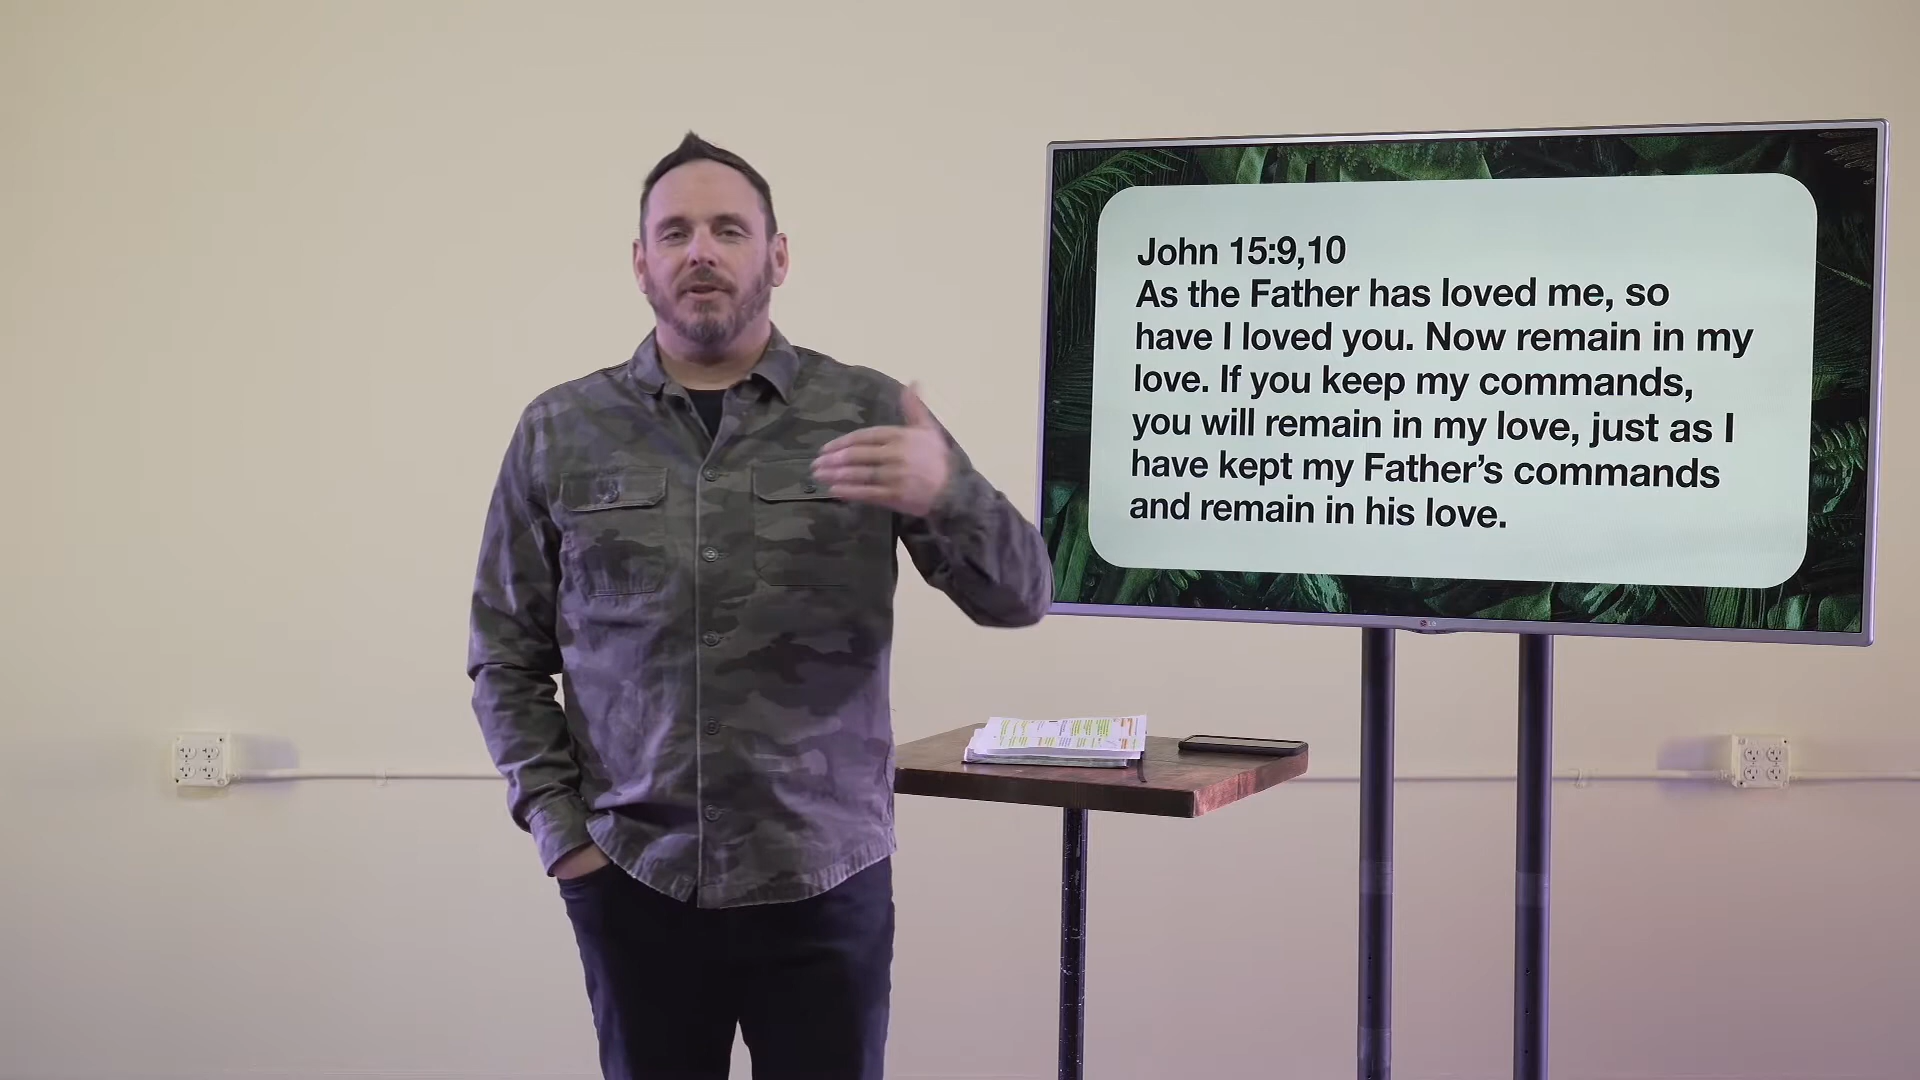 John 15:9,10
As the Father has loved me, so
have I loved you. Now remain in my
love. If you keep my commands,
you will remain in my love, just as I
have kept my Father's commands
and remain in his love.
LG